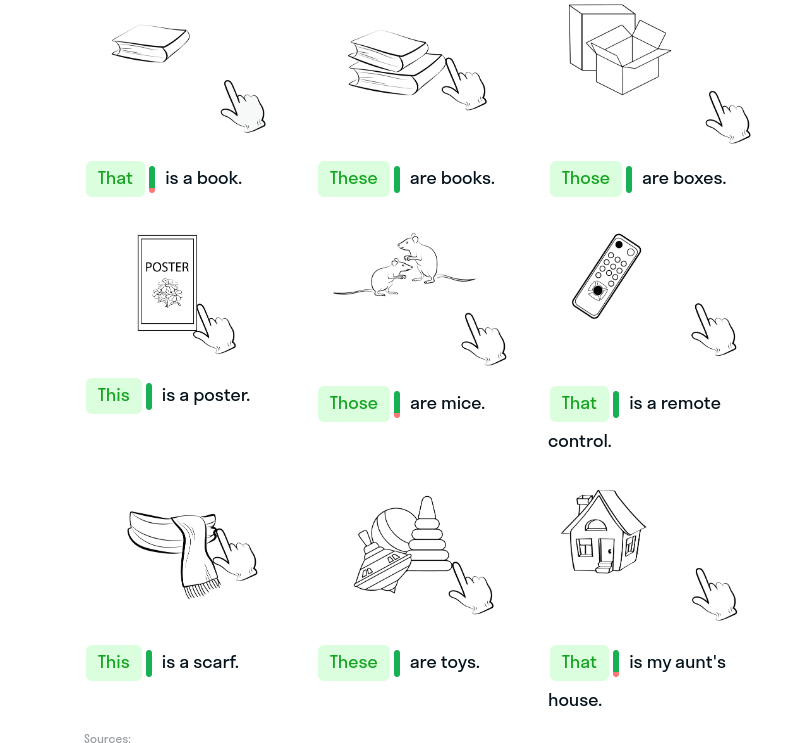 That is a book.
These are books.
Those are boxes.
POSTER
This is a poster.
Those are mice.
That is a remote
control.
This is a scarf.
These are toys.
That is my aunt's
house.
Sources: